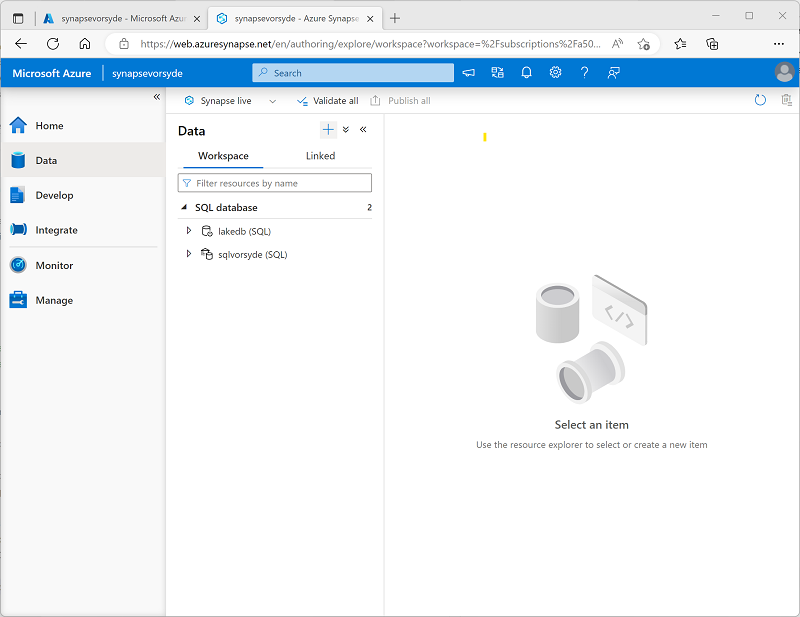 synapsevorsyde - Microsoft Azur
synapsevorsyde - Azure Synapse
https://web.azuresynapse.net/en/authoring/explore/workspace?workspace=%2Fsubscriptions%2Fa50...
Microsoft Azure
synapsevorsyde
Search
Synapse live
Validate all
Publish all
Home
Data
Develop
Integrate
Monitor
Manage
Data
Workspace
Linked
Filter resources by name
SQL database
2
lakedb (SQL)
sqlvorsyde (SQL)
Select an item
Use the resource explorer to select or create a new item